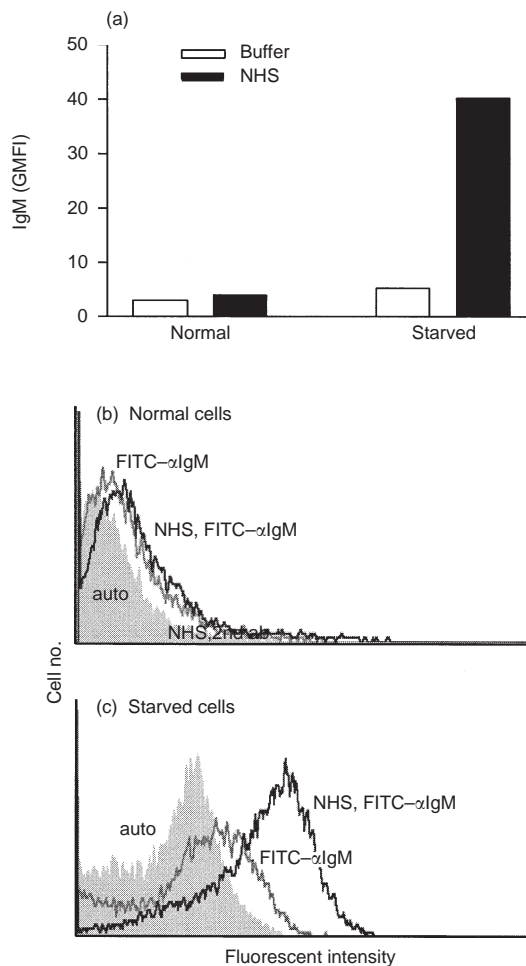 (a)
50
40
30
20
10
0
IgM (GMFI)
Buffer
NHS
Normal
Starved
(b) Normal cells
FITC–αIgM
NHS, FITC–αIgM
auto
NHS,2nd ab
Cell no.
(c) Starved cells
auto
NHS, FITC–αIgM
FITC–αIgM
Fluorescent intensity